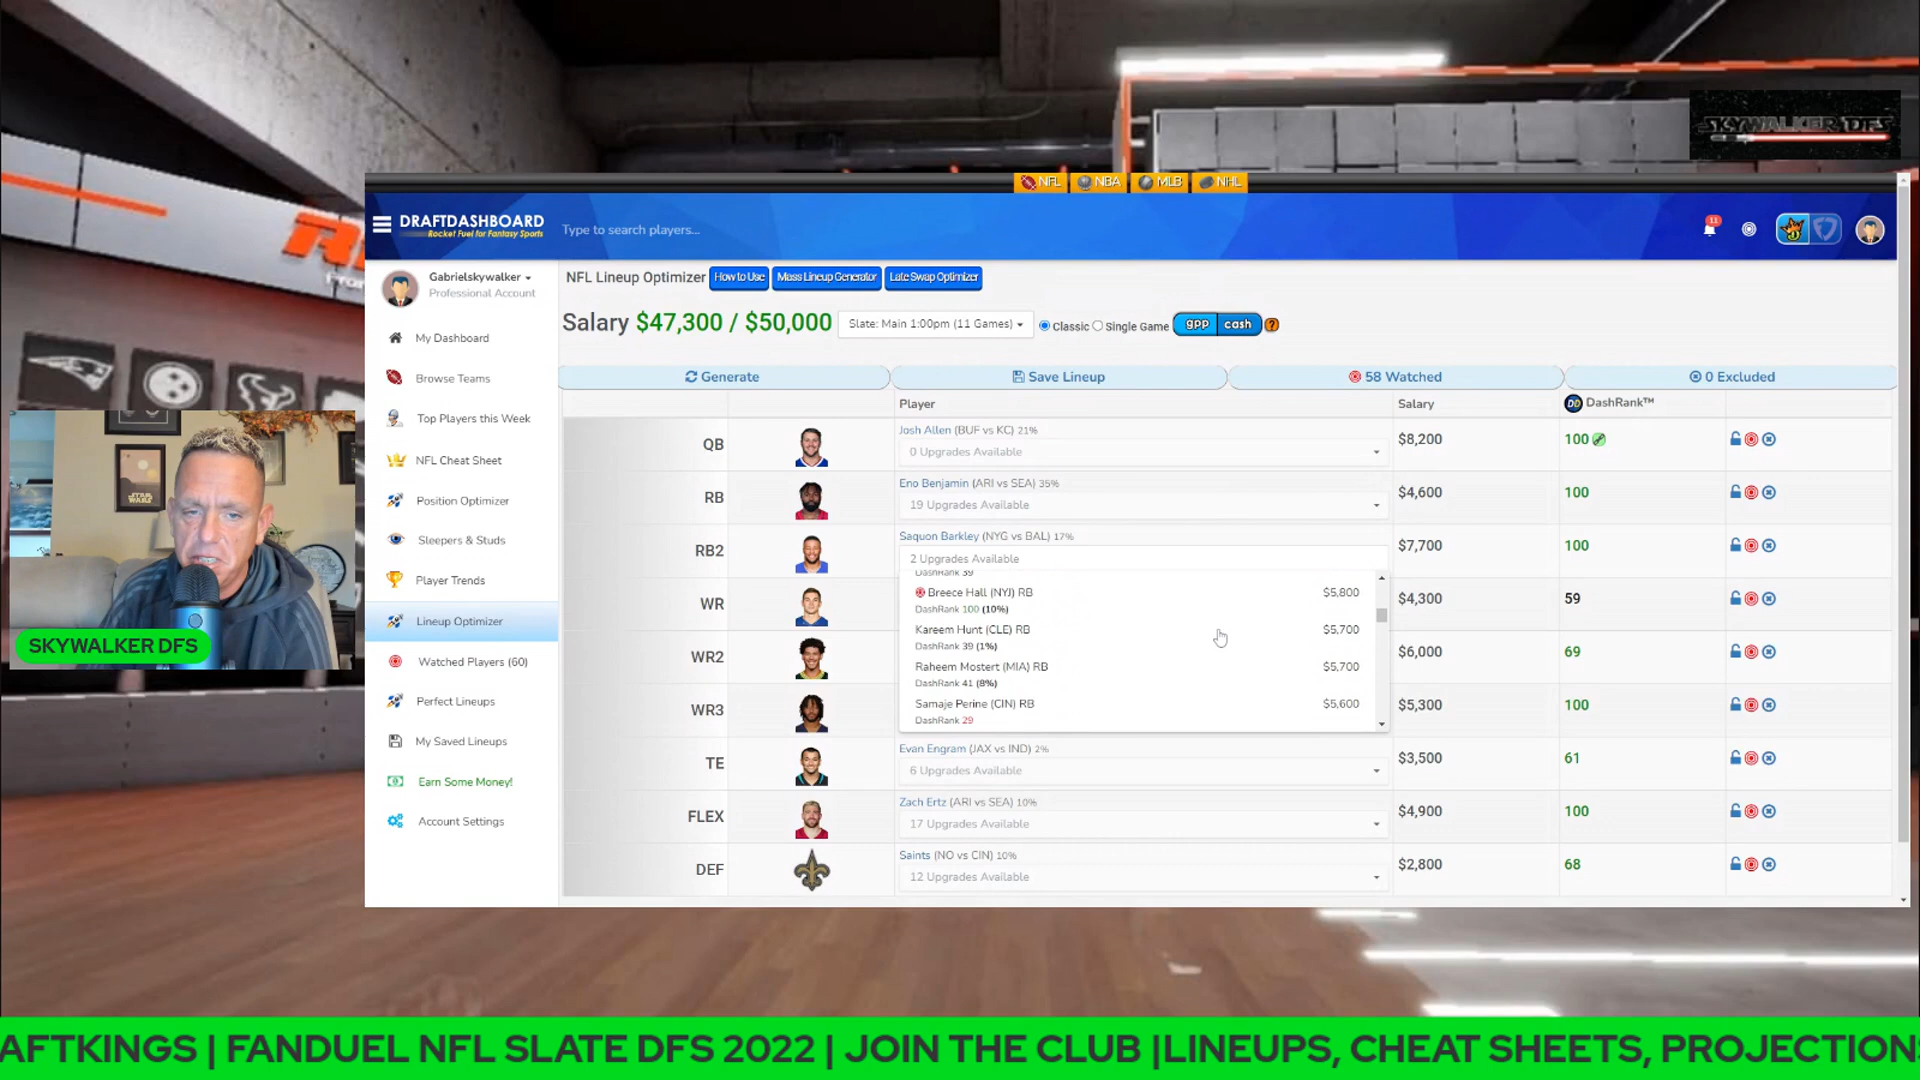 SKYWALKER DFS
NFL NBA MLB NHL
DRAFTDASHBOARD
Rocket Fuel for Fantasy Sports
Type to search players...
11
Gabrielskywalker
Professional Account
NFL Lineup Optimizer How to Use Mass Lineup Generator Late Swap Optimizer
Salary $47,300 / $50,000 Slate: Main 1:00pm (11 Games) Classic Single Game gpp cash ?
My Dashboard
Browse Teams
Top Players this Week
NFL Cheat Sheet
Position Optimizer
Sleepers & Studs
Player Trends
Lineup Optimizer
Watched Players (60)
Perfect Lineups
My Saved Lineups
Earn Some Money!
Account Settings
Generate Save Lineup 58 Watched 0 Excluded
Player Salary DD DashRank™
QB Josh Allen (BUF vs KC) 21% $8,200 100
0 Upgrades Available
RB Eno Benjamin (ARI vs SEA) 35% $4,600 100
19 Upgrades Available
RB2 Saquon Barkley (NYG vs BAL) 17% $7,700 100
2 Upgrades Available
DashRank 39
Breece Hall (NYJ) RB $5,800
DashRank 100 (10%)
Kareem Hunt (CLE) RB $5,700
DashRank 39 (1%)
Raheem Mostert (MIA) RB $5,700
DashRank 41 (8%)
Samaje Perine (CIN) RB $5,600
DashRank 29
WR $4,300 59
WR2 $6,000 69
WR3 $5,300 100
TE Evan Engram (JAX vs IND) 2% $3,500 61
6 Upgrades Available
FLEX Zach Ertz (ARI vs SEA) 10% $4,900 100
17 Upgrades Available
DEF Saints (NO vs CIN) 10% $2,800 68
12 Upgrades Available
STAR WARS
SKYWALKER DFS
AFTKINGS | FANDUEL NFL SLATE DFS 2022 | JOIN THE CLUB |LINEUPS, CHEAT SHEETS, PROJECTION